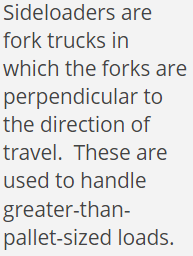 Sideloaders are
fork trucks in
which the forks are
perpendicular to
the direction of
travel.  These are
used to handle
greater-than-
pallet-sized loads.